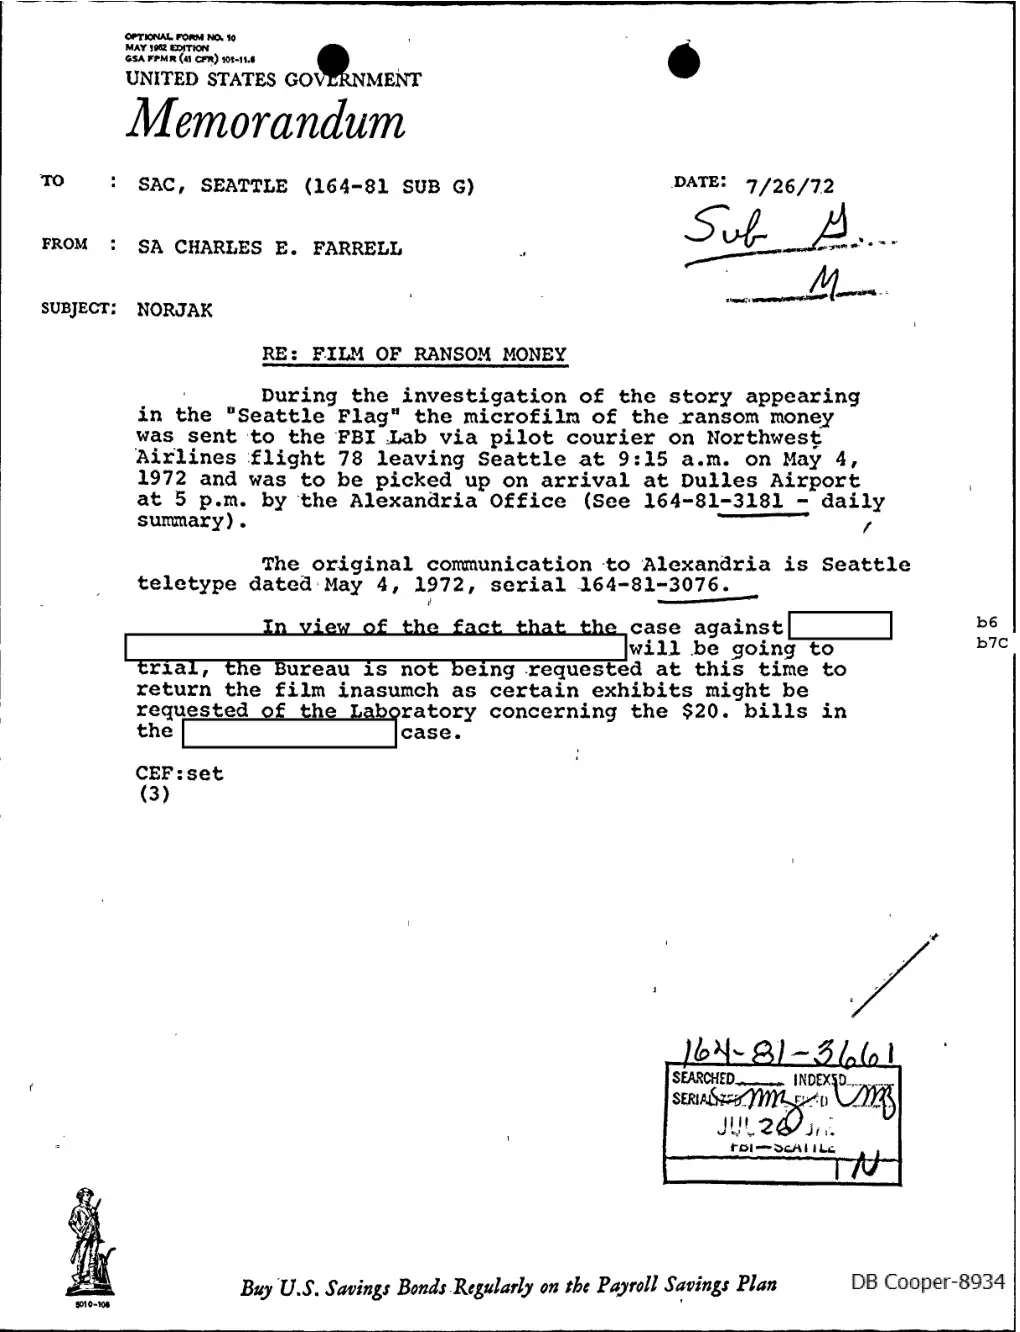 OPTIONAL FORM NO. 10
MAY 1962 EDITION
GSA FPMR (41 CFR) 101-11.6
UNITED STATES GOVERNMENT
Memorandum
TO : SAC, SEATTLE (164-81 SUB G)
DATE: 7/26/72
Sub G
M
FROM : SA CHARLES E. FARRELL
SUBJECT: NORJAK
RE: FILM OF RANSOM MONEY
During the investigation of the story appearing
in the "Seattle Flag" the microfilm of the ransom money
was sent to the FBI Lab via pilot courier on Northwest
Airlines flight 78 leaving Seattle at 9:15 a.m. on May 4,
1972 and was to be picked up on arrival at Dulles Airport
at 5 p.m. by the Alexandria Office (See 164-81-3181 - daily
summary).
The original communication to Alexandria is Seattle
teletype dated May 4, 1972, serial 164-81-3076.
In view of the fact that the case against
b6
b7C
will be going to
trial, the Bureau is not being requested at this time to
return the film inasumch as certain exhibits might be
requested of the Laboratory concerning the $20. bills in
the case.
CEF:set
(3)
164-81-3661
SEARCHED INDEXED
SERIALIZED FILED
JUL 26
FBI—SEATTLE
5010-108
Buy U.S. Savings Bonds Regularly on the Payroll Savings Plan
DB Cooper-8934